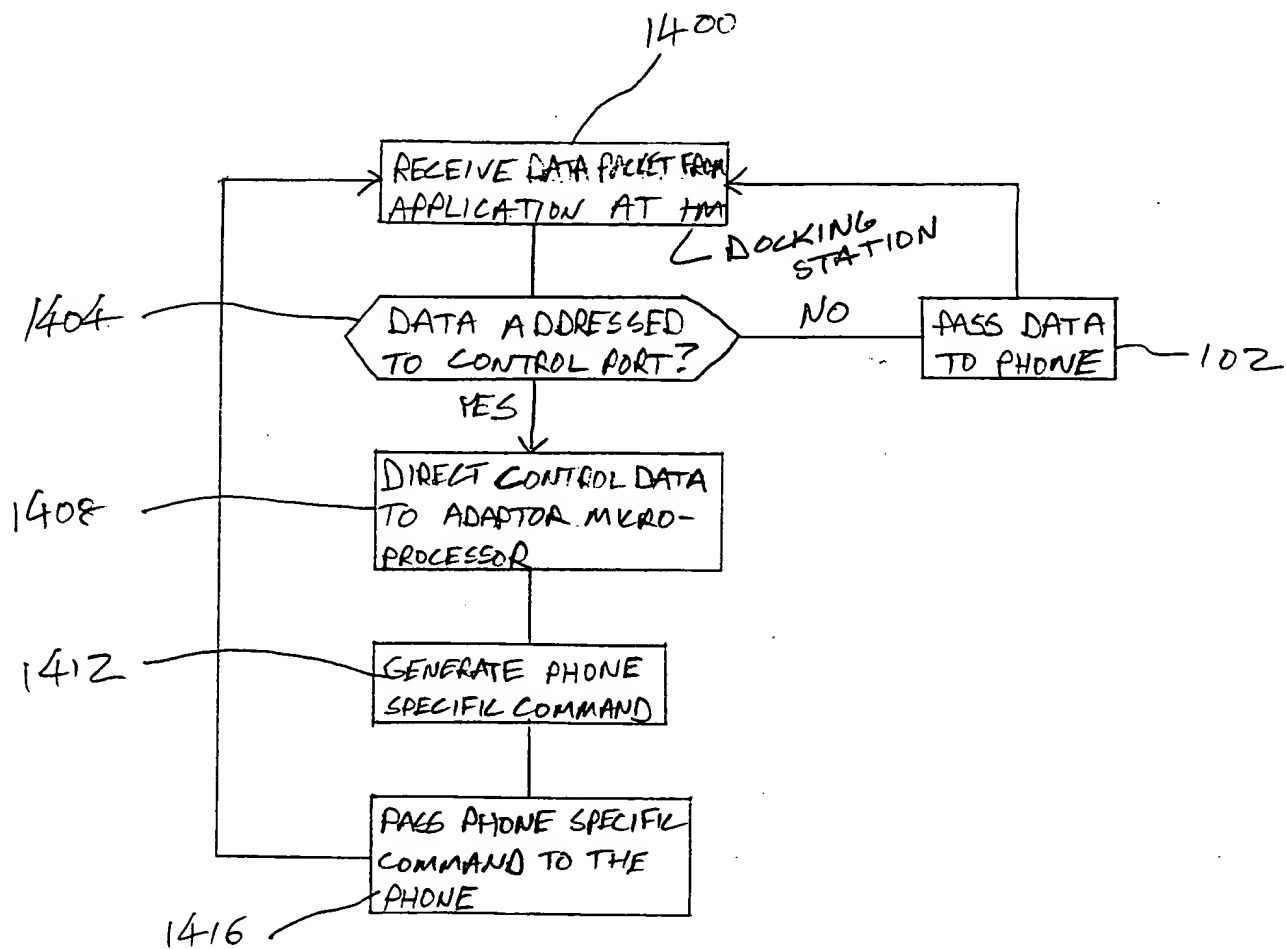 1400
RECEIVE DATA PACKET FROM
APPLICATION AT HM
DOCKING
STATION
1404
DATA ADDRESSED
TO CONTROL PORT?
NO
PASS DATA
TO PHONE
102
YES
DIRECT CONTROL DATA
TO ADAPTOR MICRO-
PROCESSOR
1408
1412
GENERATE PHONE
SPECIFIC COMMAND
PASS PHONE SPECIFIC
COMMAND TO THE
PHONE
1416